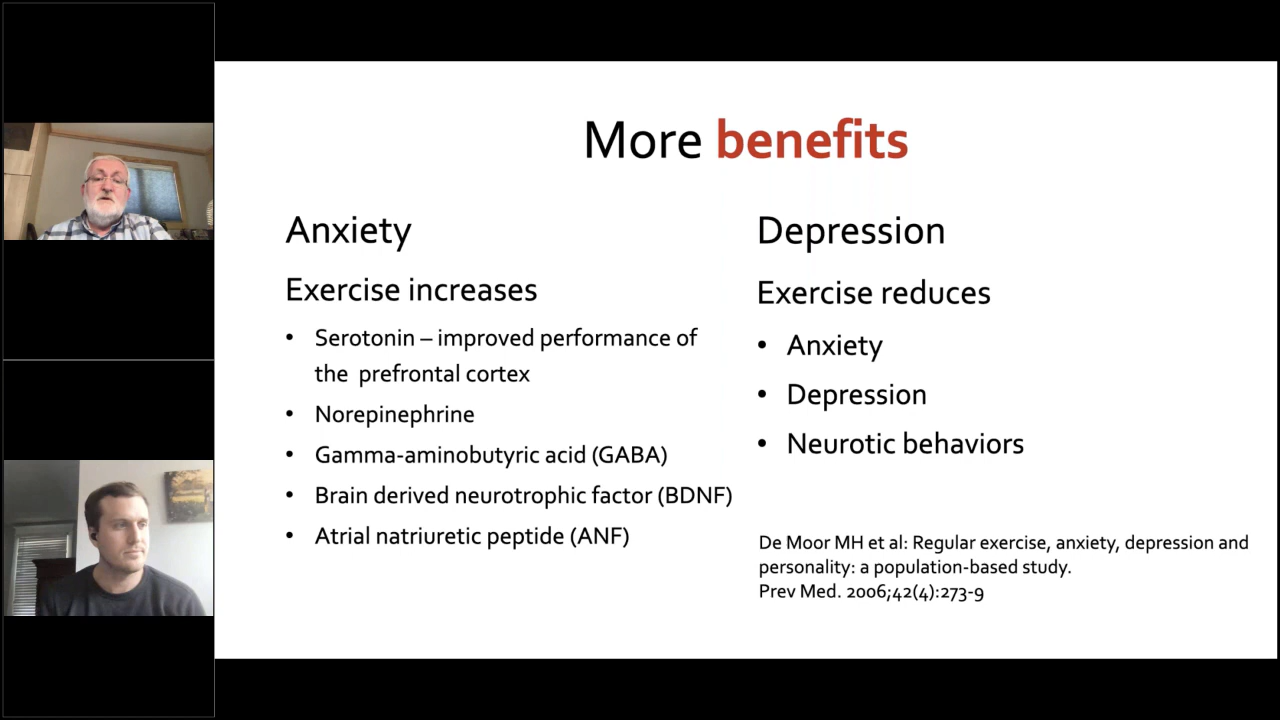 More benefits
Anxiety
Exercise increases
• Serotonin – improved performance of
the prefrontal cortex
• Norepinephrine
• Gamma-aminobutyric acid (GABA)
• Brain derived neurotrophic factor (BDNF)
• Atrial natriuretic peptide (ANF)
Depression
Exercise reduces
• Anxiety
• Depression
• Neurotic behaviors
De Moor MH et al: Regular exercise, anxiety, depression and
personality: a population-based study.
Prev Med. 2006;42(4):273-9